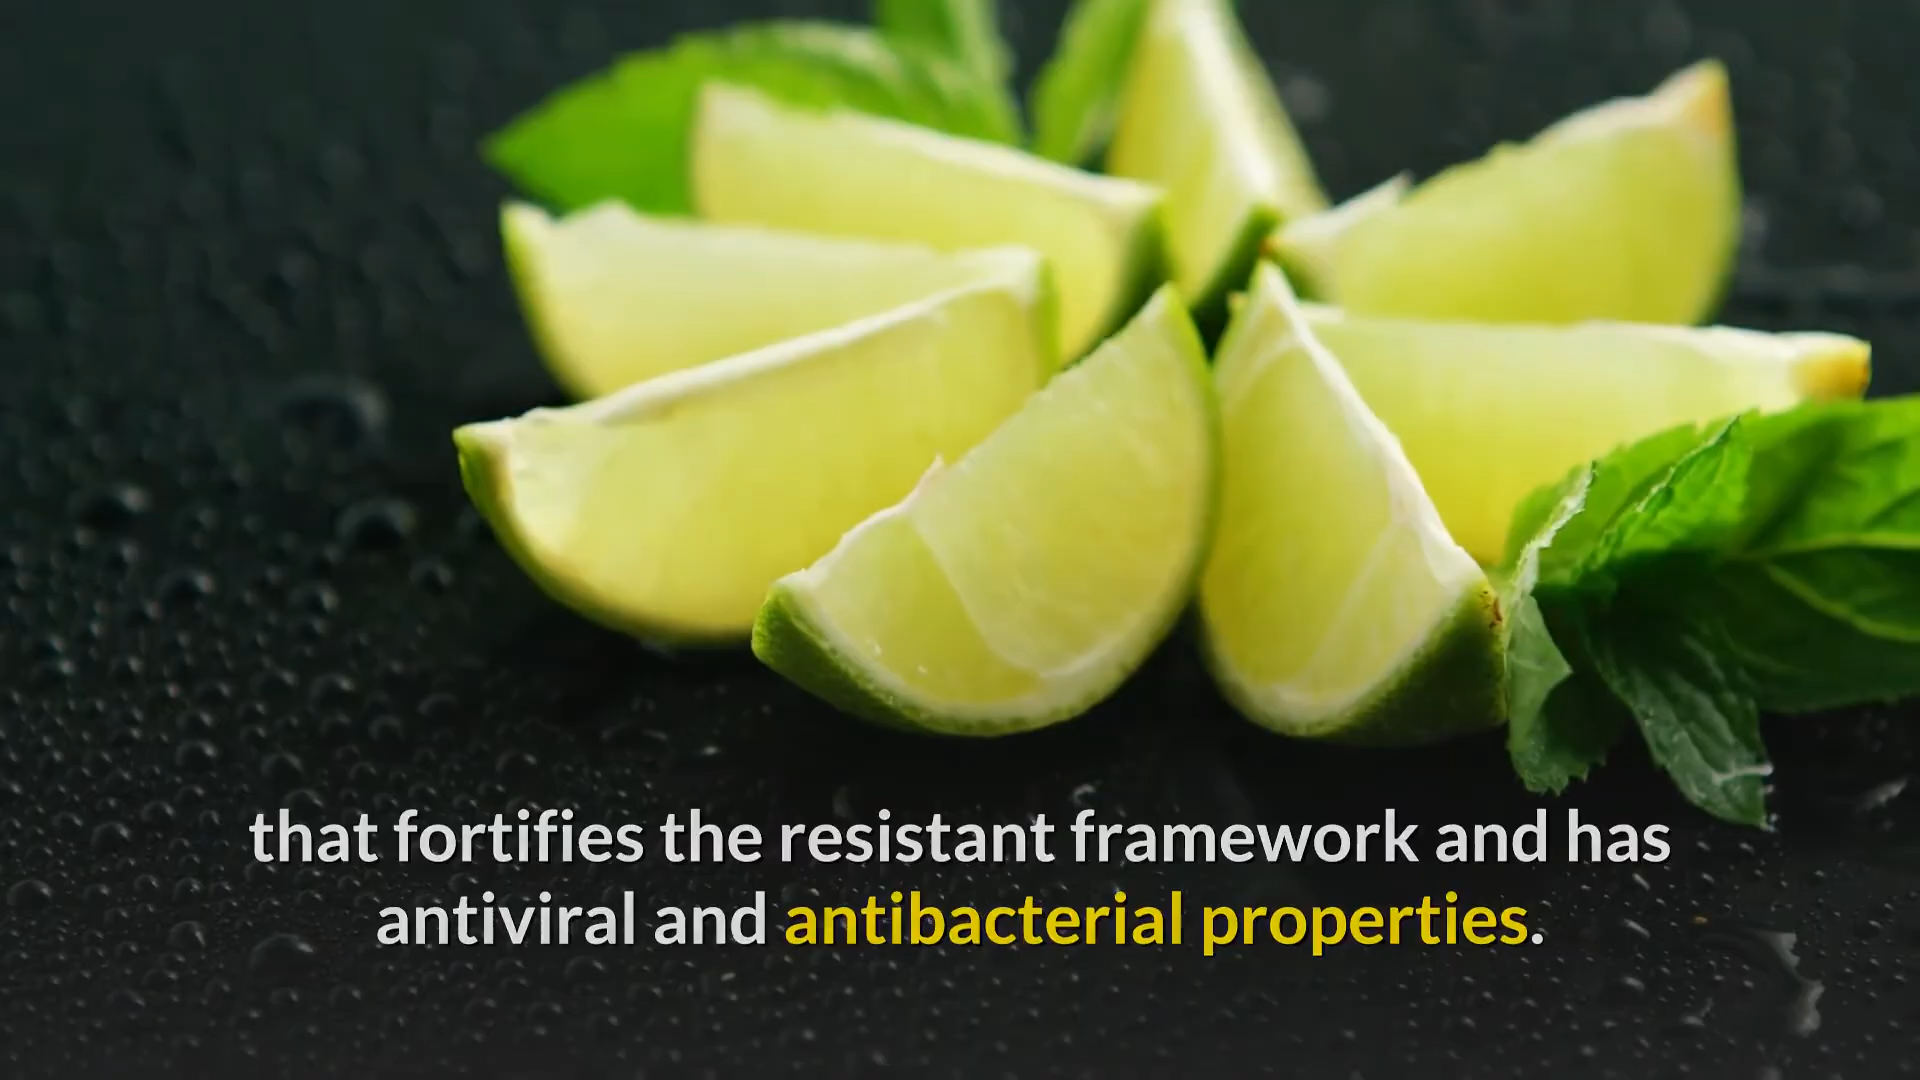 that fortifies the resistant framework and has
antiviral and antibacterial properties.